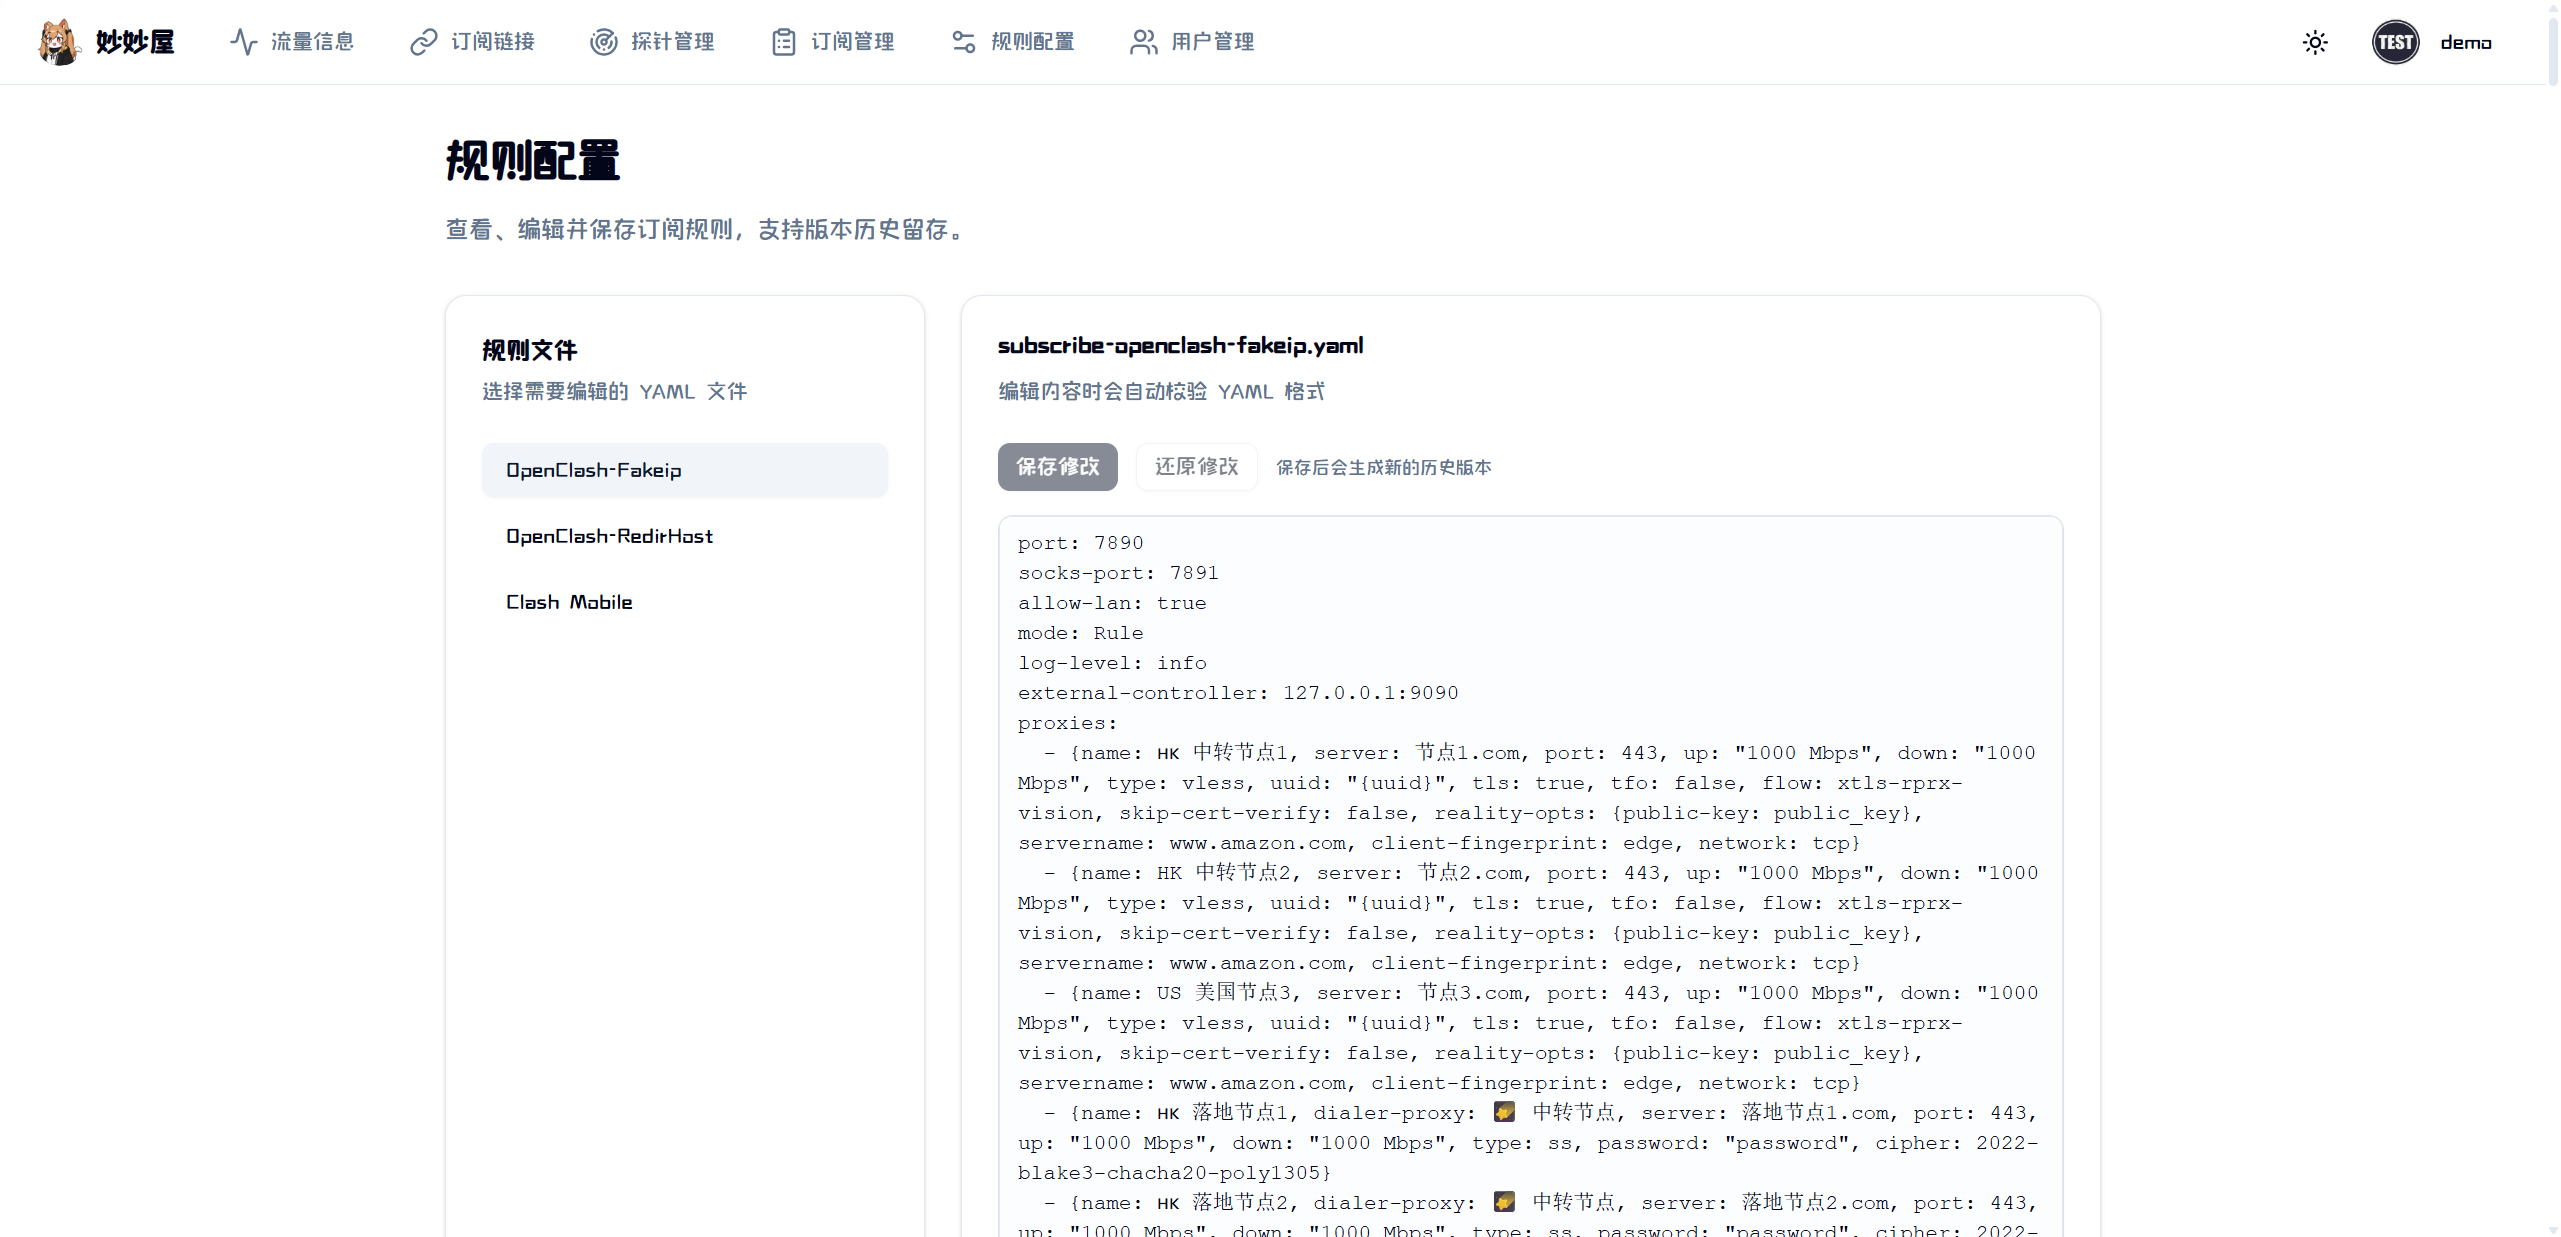 妙妙屋
流量信息
订阅链接
探针管理
订阅管理
规则配置
用户管理
TEST
demo
规则配置
查看、编辑并保存订阅规则，支持版本历史留存。
规则文件
选择需要编辑的 YAML 文件
OpenClash-Fakeip
OpenClash-RedirHost
Clash Mobile
subscribe-openclash-fakeip.yaml
编辑内容时会自动校验 YAML 格式
保存修改
还原修改
保存后会生成新的历史版本
port: 7890
socks-port: 7891
allow-lan: true
mode: Rule
log-level: info
external-controller: 127.0.0.1:9090
proxies:
  - {name: HK 中转节点1, server: 节点1.com, port: 443, up: "1000 Mbps", down: "1000
Mbps", type: vless, uuid: "{uuid}", tls: true, tfo: false, flow: xtls-rprx-
vision, skip-cert-verify: false, reality-opts: {public-key: public_key},
servername: www.amazon.com, client-fingerprint: edge, network: tcp}
  - {name: HK 中转节点2, server: 节点2.com, port: 443, up: "1000 Mbps", down: "1000
Mbps", type: vless, uuid: "{uuid}", tls: true, tfo: false, flow: xtls-rprx-
vision, skip-cert-verify: false, reality-opts: {public-key: public_key},
servername: www.amazon.com, client-fingerprint: edge, network: tcp}
  - {name: US 美国节点3, server: 节点3.com, port: 443, up: "1000 Mbps", down: "1000
Mbps", type: vless, uuid: "{uuid}", tls: true, tfo: false, flow: xtls-rprx-
vision, skip-cert-verify: false, reality-opts: {public-key: public_key},
servername: www.amazon.com, client-fingerprint: edge, network: tcp}
  - {name: HK 落地节点1, dialer-proxy: 🌠 中转节点, server: 落地节点1.com, port: 443,
up: "1000 Mbps", down: "1000 Mbps", type: ss, password: "password", cipher: 2022-
blake3-chacha20-poly1305}
  - {name: HK 落地节点2, dialer-proxy: 🌠 中转节点, server: 落地节点2.com, port: 443,
up: "1000 Mbps", down: "1000 Mbps", type: ss, password: "password", cipher: 2022-